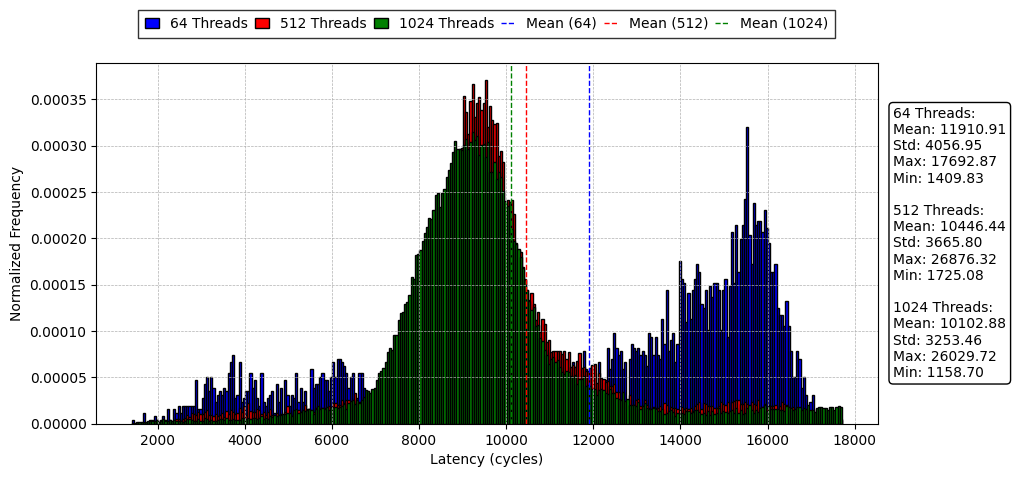 64 Threads 512 Threads 1024 Threads Mean (64) Mean (512) Mean (1024)
0.00035
0.00030
0.00025
0.00020
0.00015
0.00010
0.00005
0.00000
Normalized Frequency
2000 4000 6000 8000 10000 12000 14000 16000 18000
Latency (cycles)
64 Threads:
Mean: 11910.91
Std: 4056.95
Max: 17692.87
Min: 1409.83
512 Threads:
Mean: 10446.44
Std: 3665.80
Max: 26876.32
Min: 1725.08
1024 Threads:
Mean: 10102.88
Std: 3253.46
Max: 26029.72
Min: 1158.70